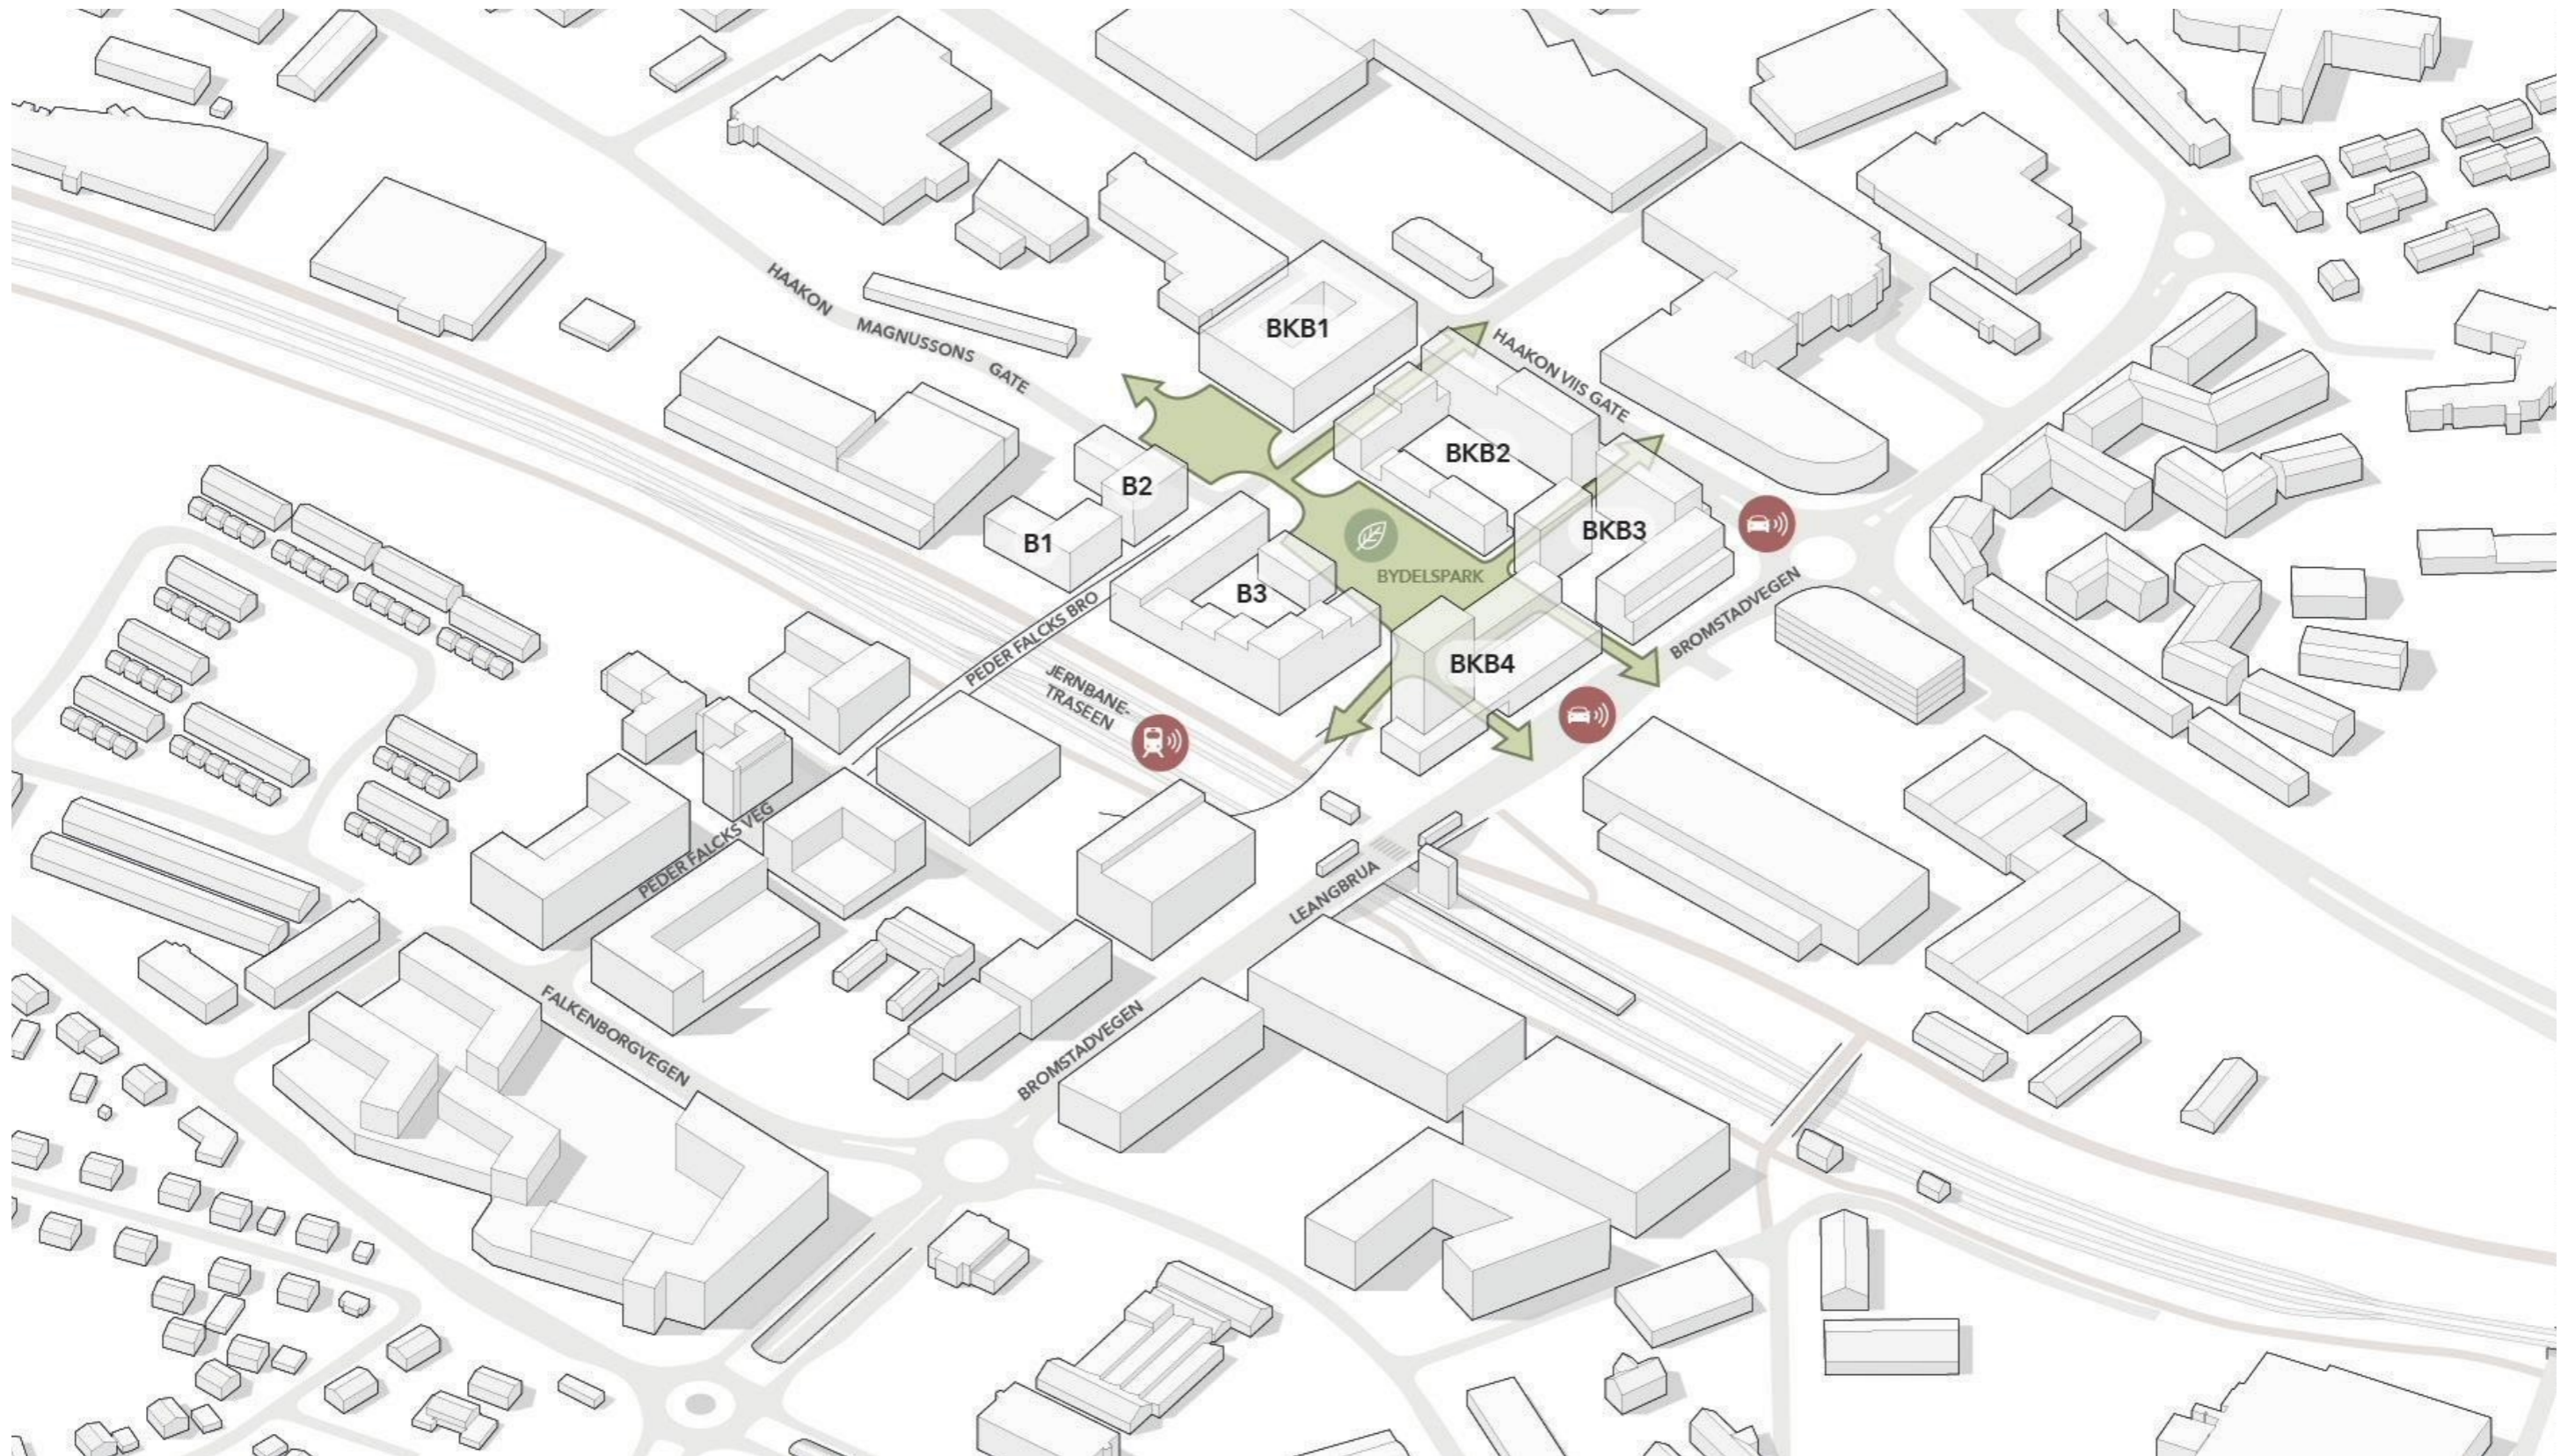 HAAKON MAGNUSSONS GATE
BKB1
HAAKON VIIS GATE
BKB2
B2
BKB3
B1
BYDELSPARK
B3
BROMSTADVEGEN
PEDER FALCKS BRO
BKB4
JERNBANE-
TRASEEN
PEDER FALCKS VEG
LEANGBRUA
FALKENBORGVEGEN
BROMSTADVEGEN